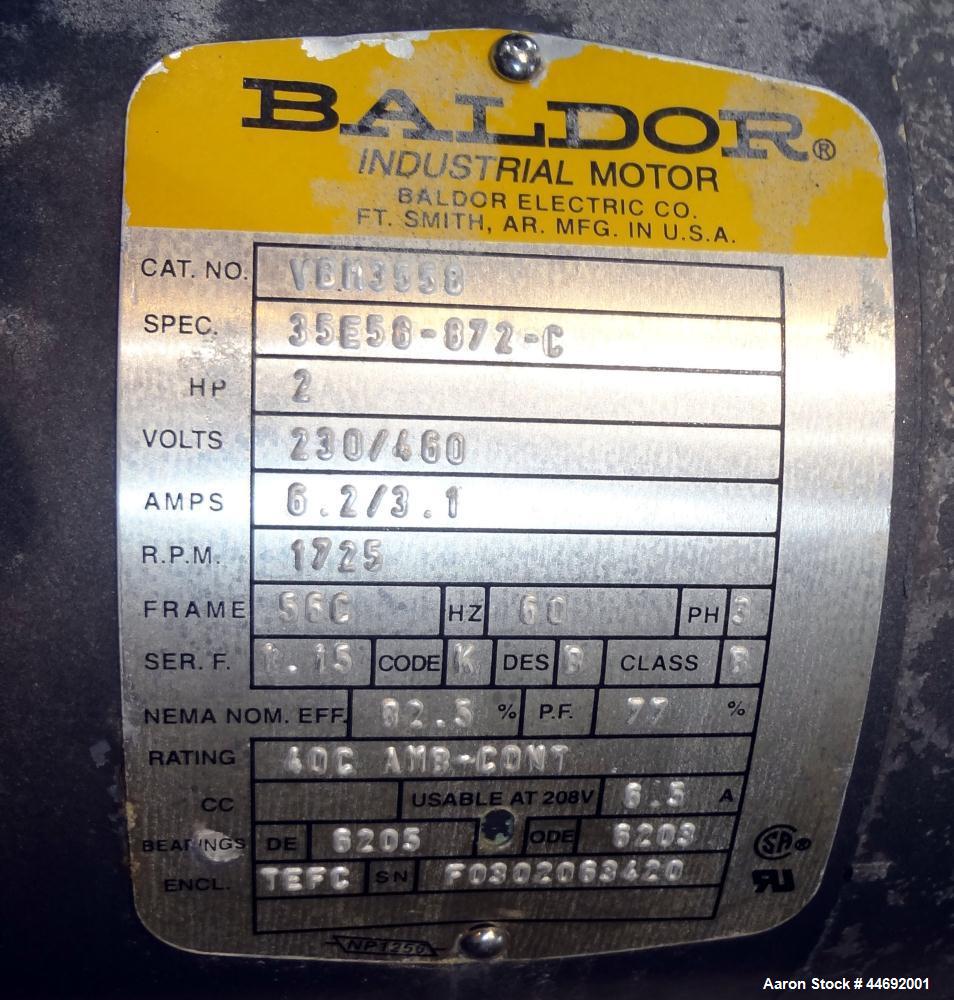 BALDOR®
INDUSTRIAL MOTOR
BALDOR ELECTRIC CO.
FT. SMITH, AR. MFG. IN U.S.A.
CAT. NO. VBM3558
SPEC. 35E56-872-C
HP 2
VOLTS 230/460
AMPS 6.2/3.1
R.P.M. 1725
FRAME 56C HZ 60 PH 3
SER. F. 1.15 CODE K DES B CLASS B
NEMA NOM. EFF. 82.5 % P.F. 77 %
RATING 40C AMB-CONT
CC USABLE AT 208V 6.5 A
BEARINGS DE 6205 ODE 6203
ENCL. TEFC SN F0302063420
NP1256
Aaron Stock # 44692001